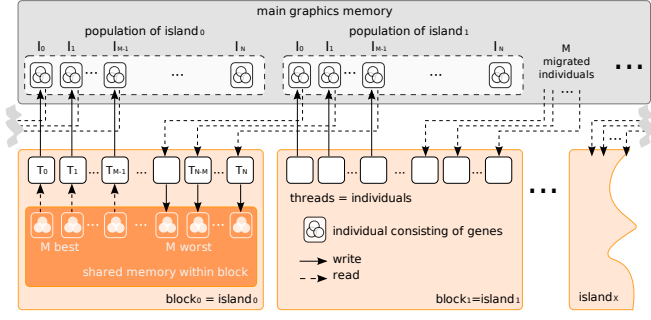 main graphics memory
population of island0
population of island1
I0 I1 IM-1 IN I0 I1 IM-1 IN
M
migrated
individuals
... ... ... ... ...
... ...
T0 T1 ... TM-1 ... TN-M ... TN
... ... ... ...
threads = individuals
... ... ...
individual consisting of genes
M best M worst
write
shared memory within block
read
block0 = island0
block1=island1
islandX